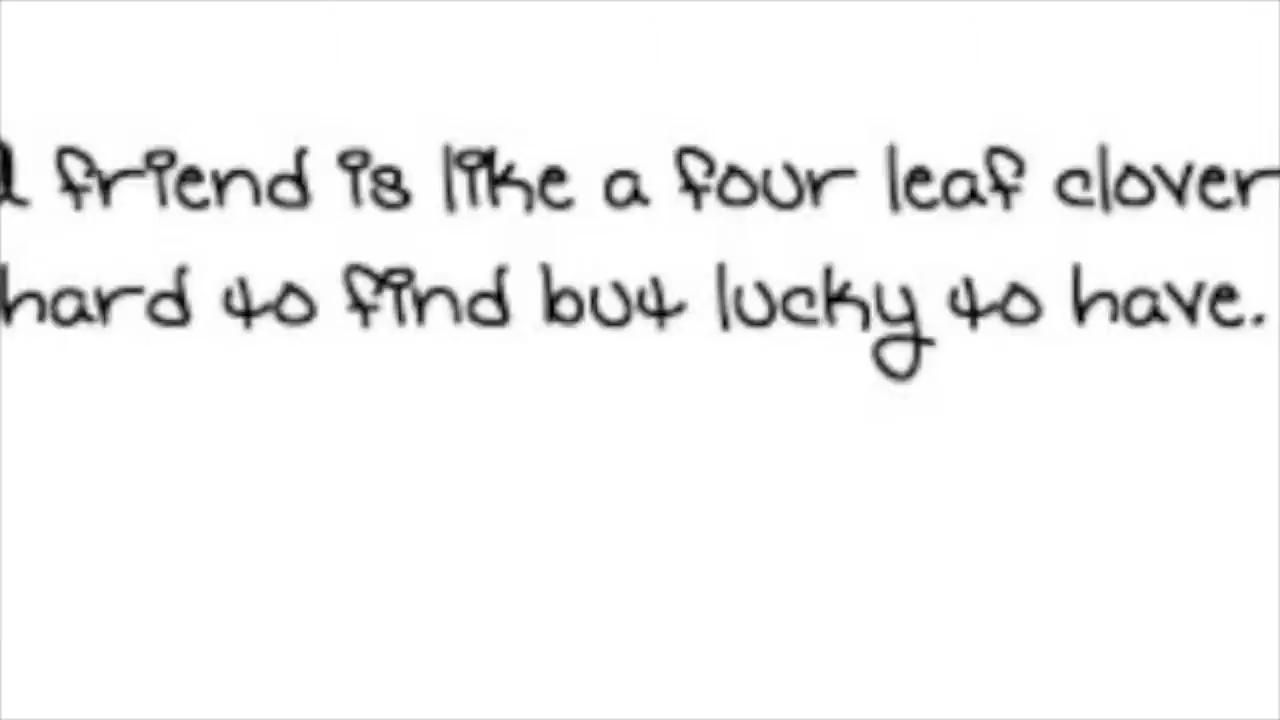 friend is like a four leaf clover
hard to find but lucky to have.